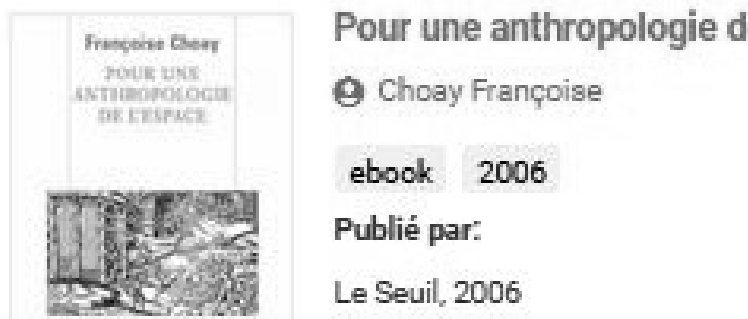 Françoise Choay
POUR UNE
ANTHROPOLOGIE
DE L'ESPACE
Pour une anthropologie d
Choay Françoise
ebook 2006
Publié par:
Le Seuil, 2006